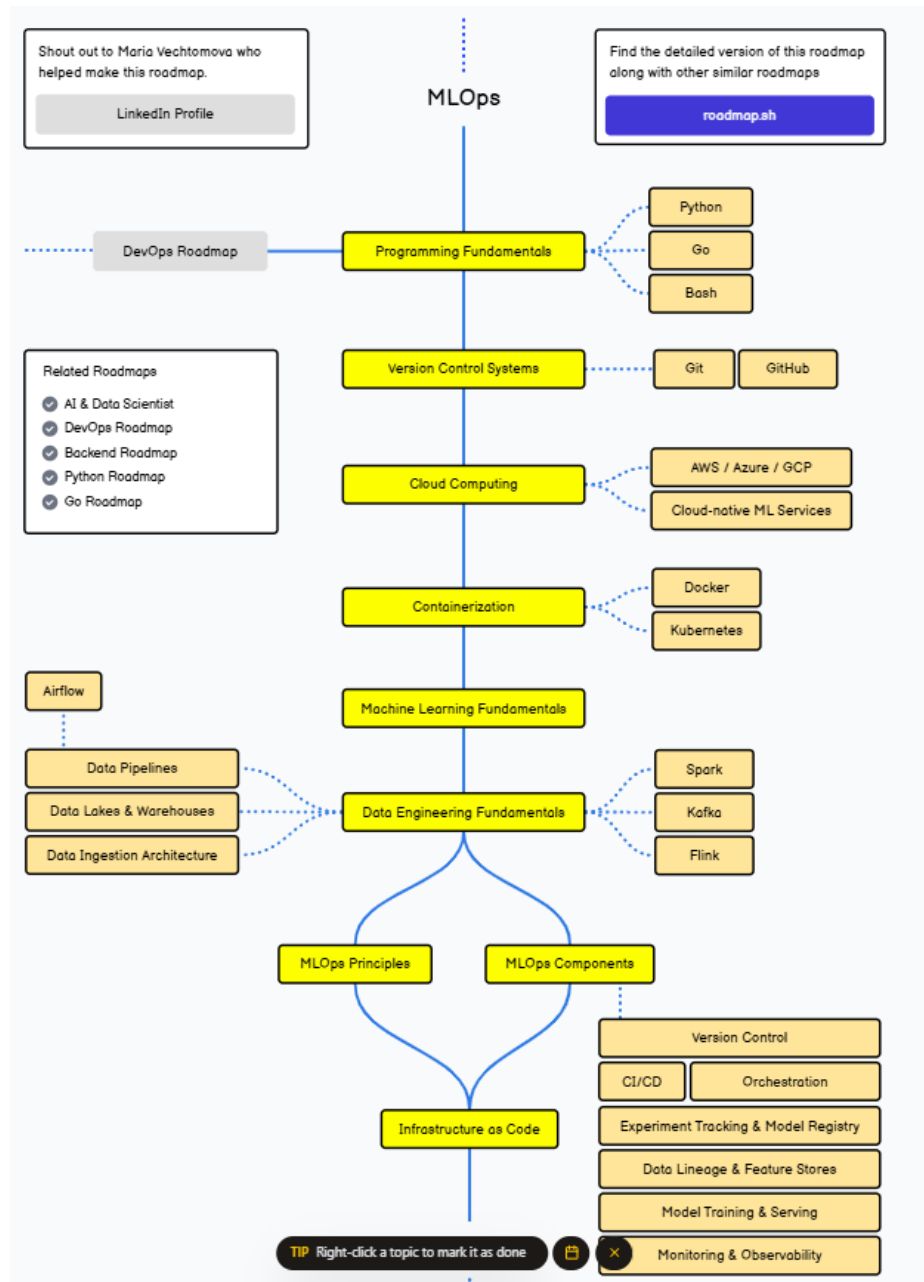 Shout out to Maria Vechtomova who
helped make this roadmap.
LinkedIn Profile
Find the detailed version of this roadmap
along with other similar roadmaps
roadmap.sh
MLOps
DevOps Roadmap
Programming Fundamentals
Python
Go
Bash
Related Roadmaps
AI & Data Scientist
DevOps Roadmap
Backend Roadmap
Python Roadmap
Go Roadmap
Version Control Systems
Git
GitHub
Cloud Computing
AWS / Azure / GCP
Cloud-native ML Services
Containerization
Docker
Kubernetes
Machine Learning Fundamentals
Airflow
Data Pipelines
Data Lakes & Warehouses
Data Ingestion Architecture
Data Engineering Fundamentals
Spark
Kafka
Flink
MLOps Principles
MLOps Components
Version Control
CI/CD
Orchestration
Experiment Tracking & Model Registry
Data Lineage & Feature Stores
Model Training & Serving
Monitoring & Observability
Infrastructure as Code
TIP Right-click a topic to mark it as done